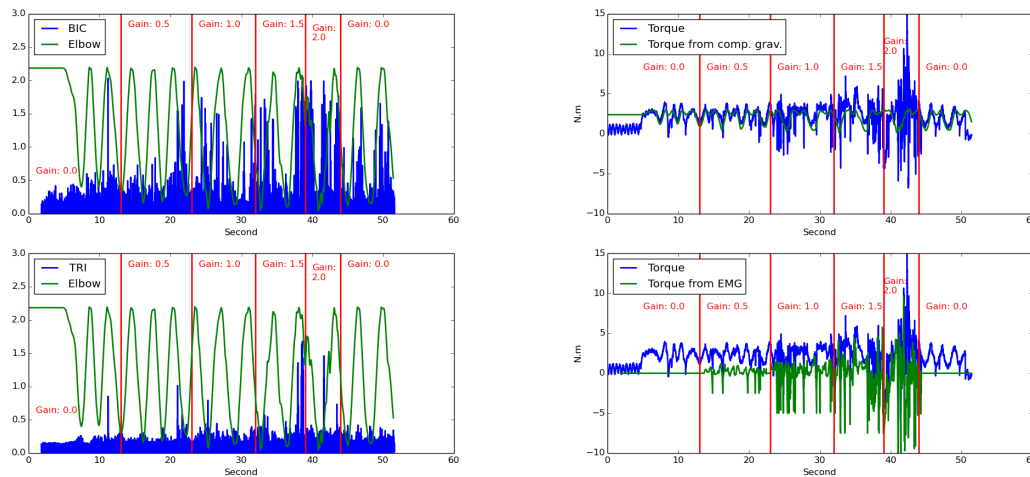 3.0
2.5
2.0
1.5
1.0
0.5
0.0
BIC
Elbow
Gain: 0.0
Gain: 0.5
Gain: 1.0
Gain: 1.5
Gain:
2.0
Gain: 0.0
0 10 20 30 40 50 60
Second
15
10
5
0
−5
−10
N.m
Torque
Torque from comp. grav.
Gain: 0.0
Gain: 0.5
Gain: 1.0
Gain: 1.5
Gain:
2.0
Gain: 0.0
0 10 20 30 40 50 60
Second
3.0
2.5
2.0
1.5
1.0
0.5
0.0
TRI
Elbow
Gain: 0.0
Gain: 0.5
Gain: 1.0
Gain: 1.5
Gain:
2.0
Gain: 0.0
0 10 20 30 40 50 60
Second
15
10
5
0
−5
−10
N.m
Torque
Torque from EMG
Gain: 0.0
Gain: 0.5
Gain: 1.0
Gain: 1.5
Gain:
2.0
Gain: 0.0
0 10 20 30 40 50 60
Second